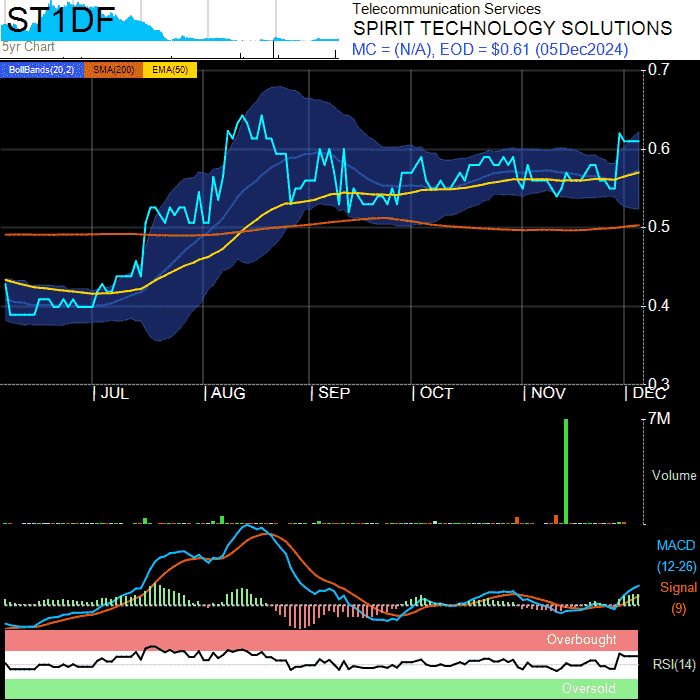 ST1DF
5yr Chart
Telecommunication Services
SPIRIT TECHNOLOGY SOLUTIONS
MC = (N/A), EOD = $0.61 (05Dec2024)
BollBands(20,2) SMA(200) EMA(50)
0.7
0.6
0.5
0.4
0.3
| JUL | AUG | SEP | OCT | NOV | DEC
7M
Volume
MACD
(12-26)
Signal
(9)
Overbought
RSI(14)
Oversold